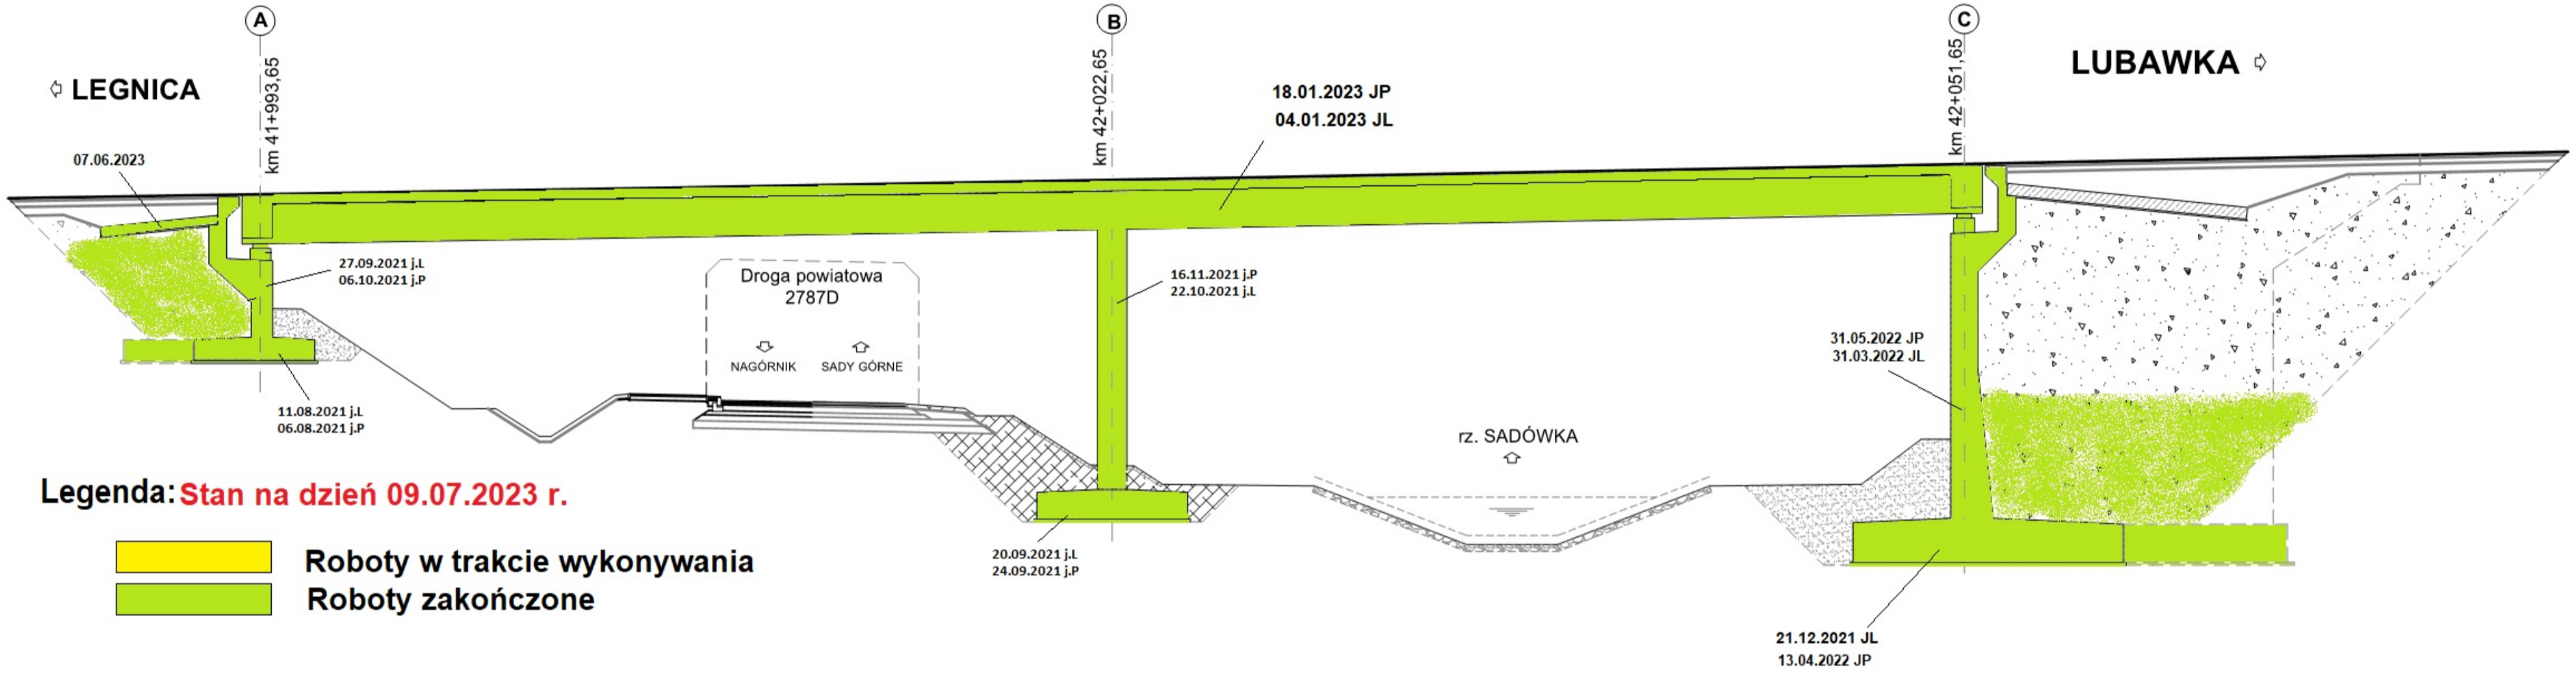 A
B
C
km 41+993,65
km 42+022,65
km 42+051,65
LEGNICA
LUBAWKA
18.01.2023 JP
04.01.2023 JL
07.06.2023
27.09.2021 j.L
06.10.2021 j.P
Droga powiatowa
2787D
NAGÓRNIK SADY GÓRNE
16.11.2021 j.P
22.10.2021 j.L
31.05.2022 JP
31.03.2022 JL
11.08.2021 j.L
06.08.2021 j.P
rz. SADÓWKA
Legenda: Stan na dzień 09.07.2023 r.
Roboty w trakcie wykonywania
Roboty zakończone
20.09.2021 j.L
24.09.2021 j.P
21.12.2021 JL
13.04.2022 JP